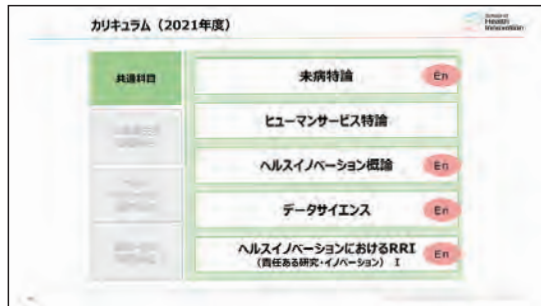 カリキュラム（2021年度）
School of
Health
Innovation
共通科目
未病特論 En
ヒューマンサービス特論
ヘルスイノベーション概論 En
データサイエンス En
ヘルスイノベーションにおけるRRI En
（責任ある研究・イノベーション） I